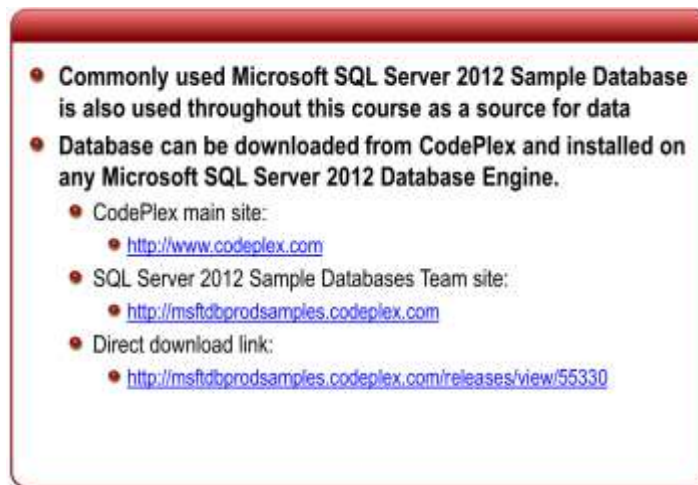 Commonly used Microsoft SQL Server 2012 Sample Database
is also used throughout this course as a source for data
Database can be downloaded from CodePlex and installed on
any Microsoft SQL Server 2012 Database Engine.
CodePlex main site:
http://www.codeplex.com
SQL Server 2012 Sample Databases Team site:
http://msftdbprodsamples.codeplex.com
Direct download link:
http://msftdbprodsamples.codeplex.com/releases/view/55330